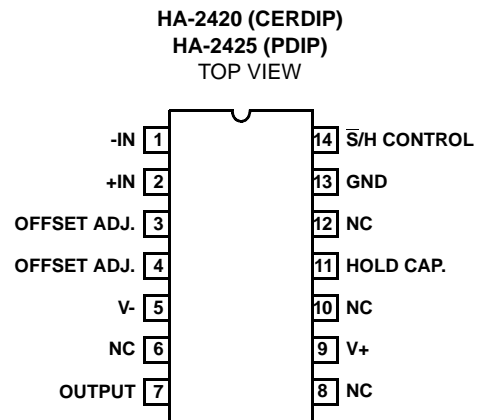 HA-2420 (CERDIP)
HA-2425 (PDIP)
TOP VIEW
-IN 1 14 S̅/H CONTROL
+IN 2 13 GND
OFFSET ADJ. 3 12 NC
OFFSET ADJ. 4 11 HOLD CAP.
V- 5 10 NC
NC 6 9 V+
OUTPUT 7 8 NC